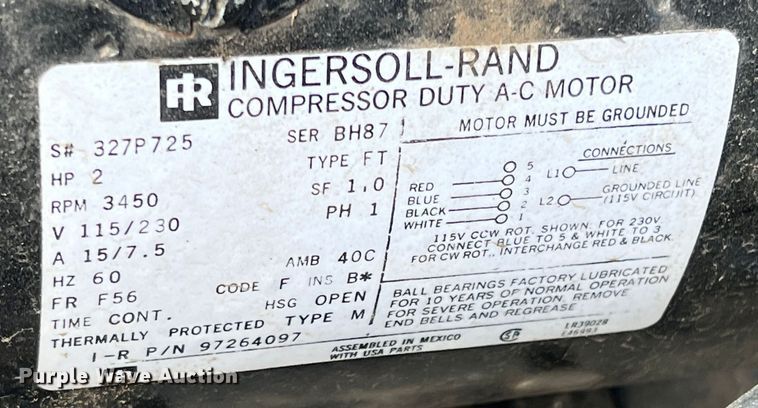 IR INGERSOLL-RAND
COMPRESSOR DUTY A-C MOTOR
S# 327P725 SER BH87
HP 2 TYPE FT
RPM 3450 SF 1.0
V 115/230 PH 1
A 15/7.5
HZ 60 AMB 40C
FR F56 CODE F INS B*
TIME CONT. HSG OPEN
THERMALLY PROTECTED TYPE M
I-R P/N 97264097
MOTOR MUST BE GROUNDED
CONNECTIONS
5
RED 4
BLUE 3
BLACK 2
WHITE 1
L1 LINE
L2 GROUNDED LINE
(115V CIRCUIT)
115V CCW ROT. SHOWN. FOR 230V
CONNECT BLUE TO 5 & WHITE TO 3
FOR CW ROT., INTERCHANGE RED & BLACK.
BALL BEARINGS FACTORY LUBRICATED
FOR 10 YEARS OF NORMAL OPERATION
FOR SEVERE OPERATION, REMOVE
END BELLS AND REGREASE
ASSEMBLED IN MEXICO
WITH USA PARTS
LR39028
Purple Wave Auction